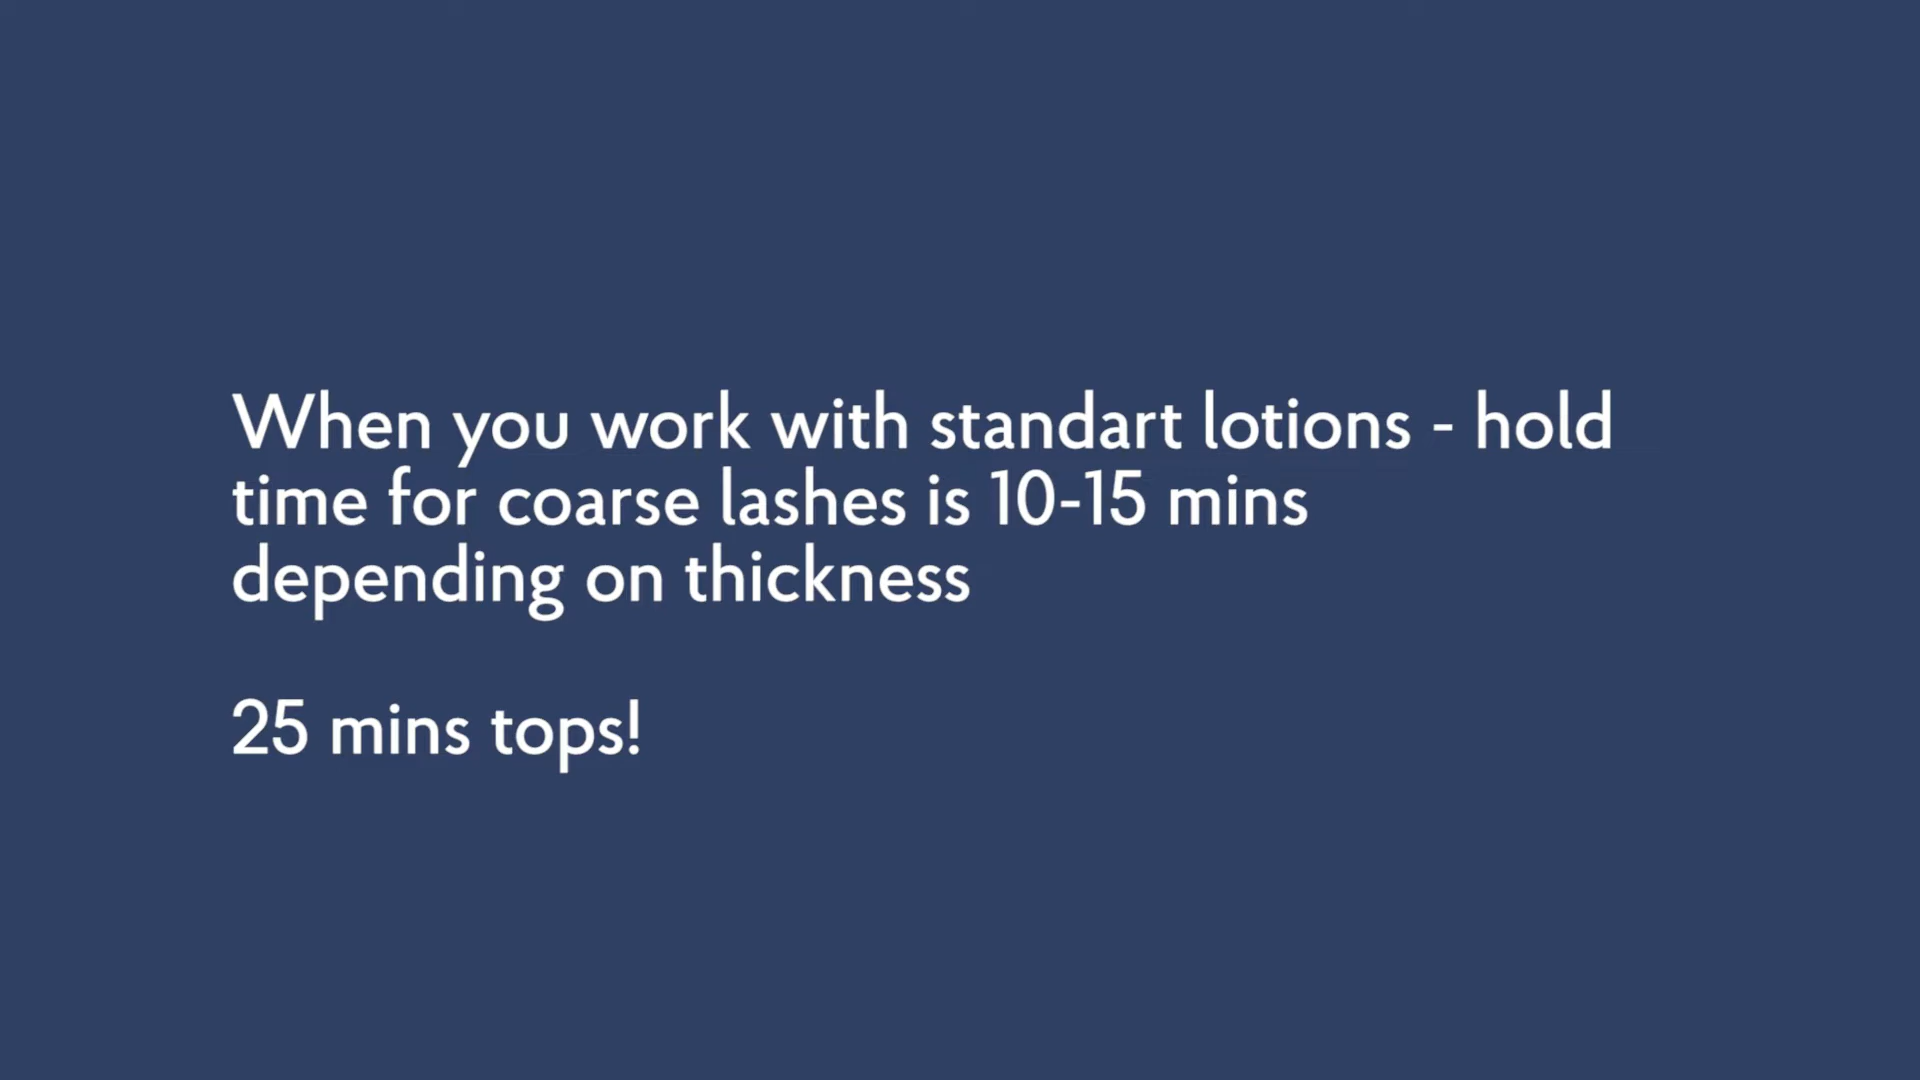 When you work with standart lotions - hold
time for coarse lashes is 10-15 mins
depending on thickness
25 mins tops!